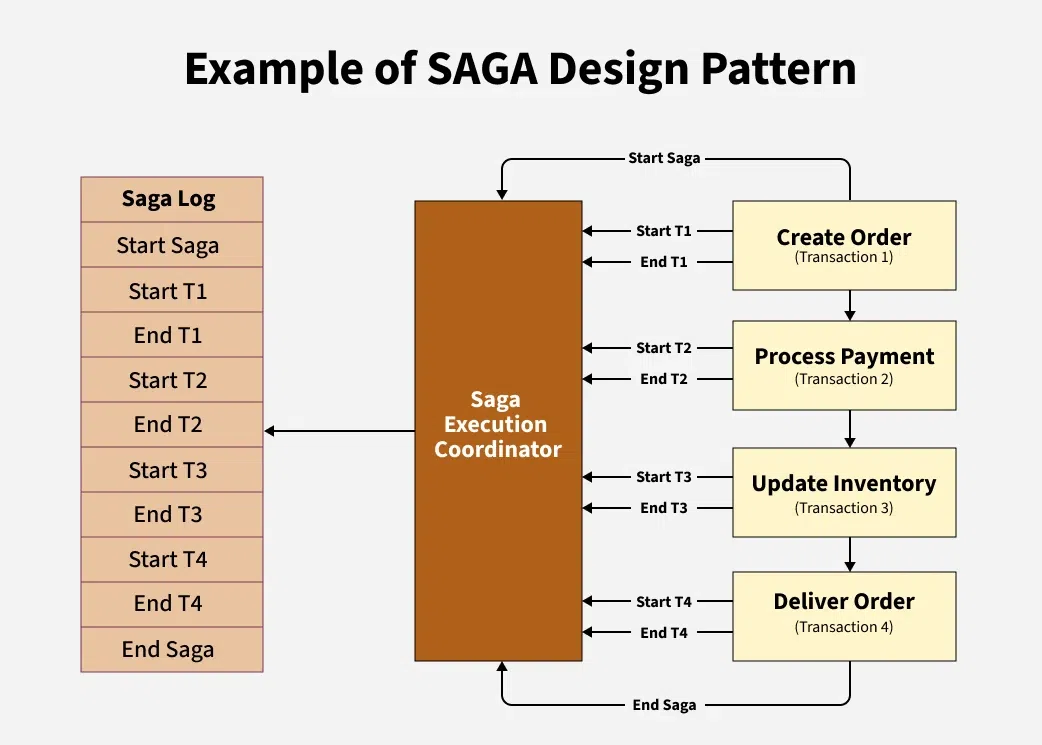 Example of SAGA Design Pattern
Saga Log
Start Saga
Start T1
End T1
Start T2
End T2
Start T3
End T3
Start T4
End T4
End Saga
Saga
Execution
Coordinator
Start Saga
Start T1
End T1
Start T2
End T2
Start T3
End T3
Start T4
End T4
End Saga
Create Order
(Transaction 1)
Process Payment
(Transaction 2)
Update Inventory
(Transaction 3)
Deliver Order
(Transaction 4)